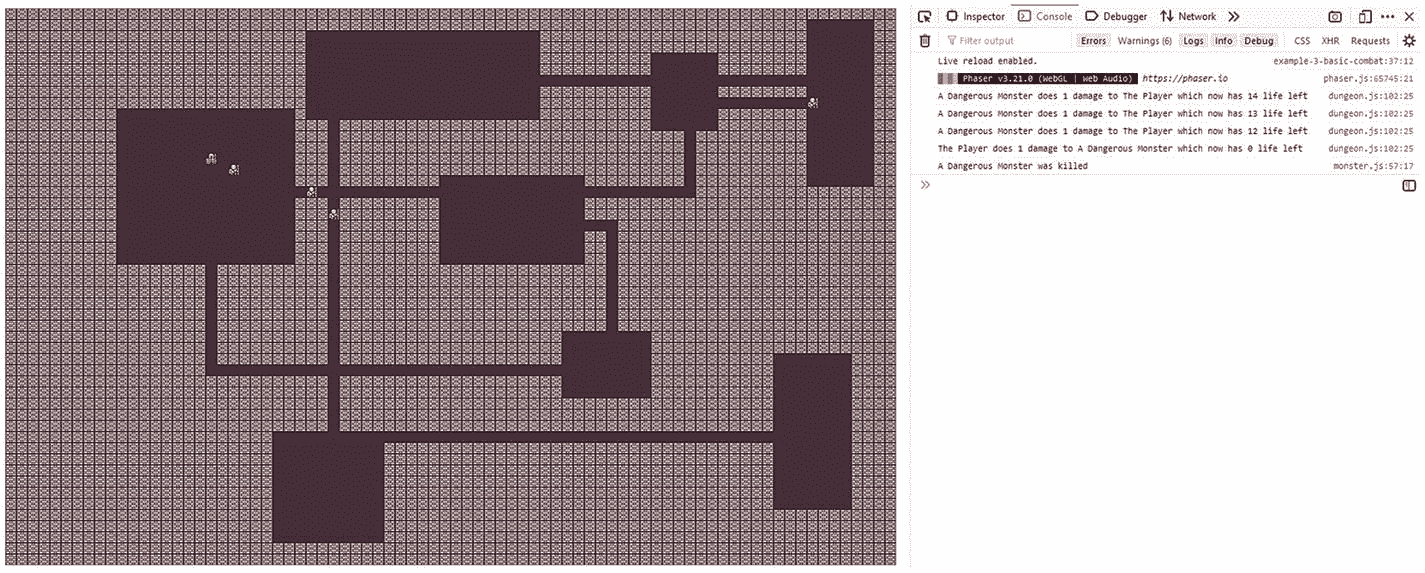 Inspector Console Debugger Network
Filter output Errors Warnings (6) Logs Info Debug CSS XHR Requests
Live reload enabled. example-3-basic-combat:37:12
Phaser v3.21.0 (WebGL | Web Audio) https://phaser.io phaser.js:65745:21
A Dangerous Monster does 1 damage to The Player which now has 14 life left dungeon.js:102:25
A Dangerous Monster does 1 damage to The Player which now has 13 life left dungeon.js:102:25
A Dangerous Monster does 1 damage to The Player which now has 12 life left dungeon.js:102:25
The Player does 1 damage to A Dangerous Monster which now has 0 life left dungeon.js:102:25
A Dangerous Monster was killed monster.js:57:17